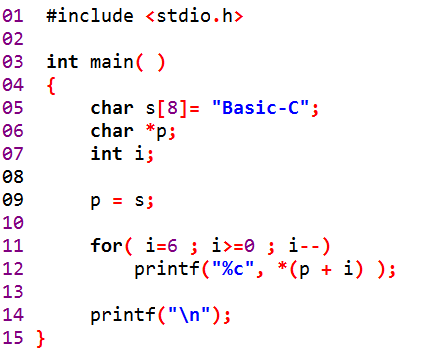 01 #include <stdio.h>
02
03 int main( )
04 {
05     char s[8]= "Basic-C";
06     char *p;
07     int i;
08
09     p = s;
10
11     for( i=6 ; i>=0 ; i--)
12         printf("%c", *(p + i) );
13
14     printf("\n");
15 }